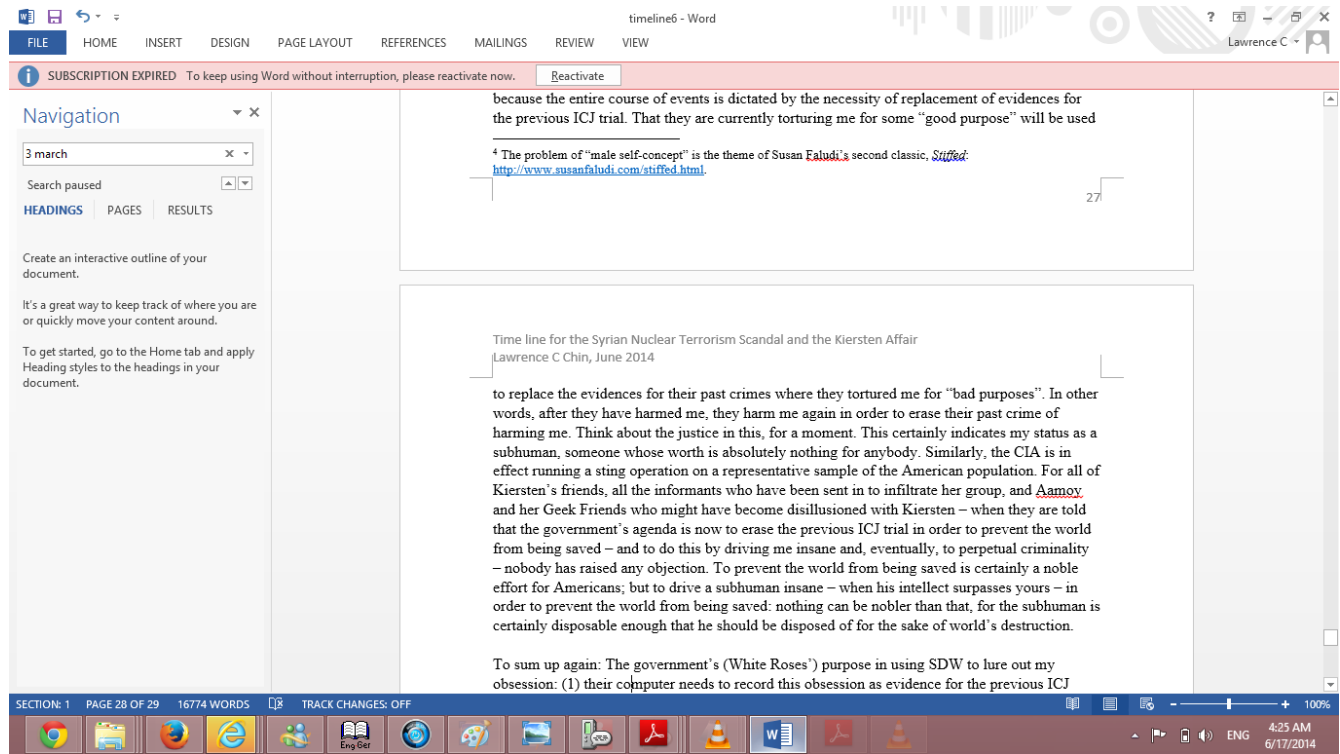 timeline6 - Word
?
FILE HOME INSERT DESIGN PAGE LAYOUT REFERENCES MAILINGS REVIEW VIEW
Lawrence C
SUBSCRIPTION EXPIRED To keep using Word without interruption, please reactivate now. Reactivate
Navigation
3 march
Search paused
HEADINGS PAGES RESULTS
Create an interactive outline of your
document.
It's a great way to keep track of where you are
or quickly move your content around.
To get started, go to the Home tab and apply
Heading styles to the headings in your
document.
because the entire course of events is dictated by the necessity of replacement of evidences for
the previous ICJ trial. That they are currently torturing me for some “good purpose” will be used
4 The problem of “male self-concept” is the theme of Susan Faludi’s second classic, Stiffed:
http://www.susanfaludi.com/stiffed.html.
27
Time line for the Syrian Nuclear Terrorism Scandal and the Kiersten Affair
Lawrence C Chin, June 2014
to replace the evidences for their past crimes where they tortured me for “bad purposes”. In other
words, after they have harmed me, they harm me again in order to erase their past crime of
harming me. Think about the justice in this, for a moment. This certainly indicates my status as a
subhuman, someone whose worth is absolutely nothing for anybody. Similarly, the CIA is in
effect running a sting operation on a representative sample of the American population. For all of
Kiersten’s friends, all the informants who have been sent in to infiltrate her group, and Aamoy
and her Geek Friends who might have become disillusioned with Kiersten – when they are told
that the government’s agenda is now to erase the previous ICJ trial in order to prevent the world
from being saved – and to do this by driving me insane and, eventually, to perpetual criminality
– nobody has raised any objection. To prevent the world from being saved is certainly a noble
effort for Americans; but to drive a subhuman insane – when his intellect surpasses yours – in
order to prevent the world from being saved: nothing can be nobler than that, for the subhuman is
certainly disposable enough that he should be disposed of for the sake of world’s destruction.
To sum up again: The government’s (White Roses’) purpose in using SDW to lure out my
obsession: (1) their computer needs to record this obsession as evidence for the previous ICJ
SECTION: 1 PAGE 28 OF 29 16774 WORDS TRACK CHANGES: OFF 100%
Eng Ger
ENG
4:25 AM
6/17/2014